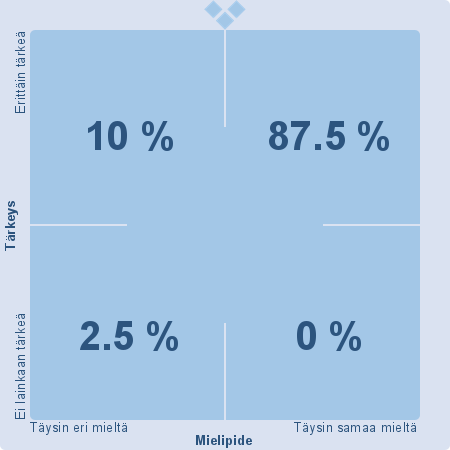 Erittäin tärkeä
10 %
87.5 %
Tärkeys
Ei lainkaan tärkeä
2.5 %
0 %
Täysin eri mieltä
Täysin samaa mieltä
Mielipide